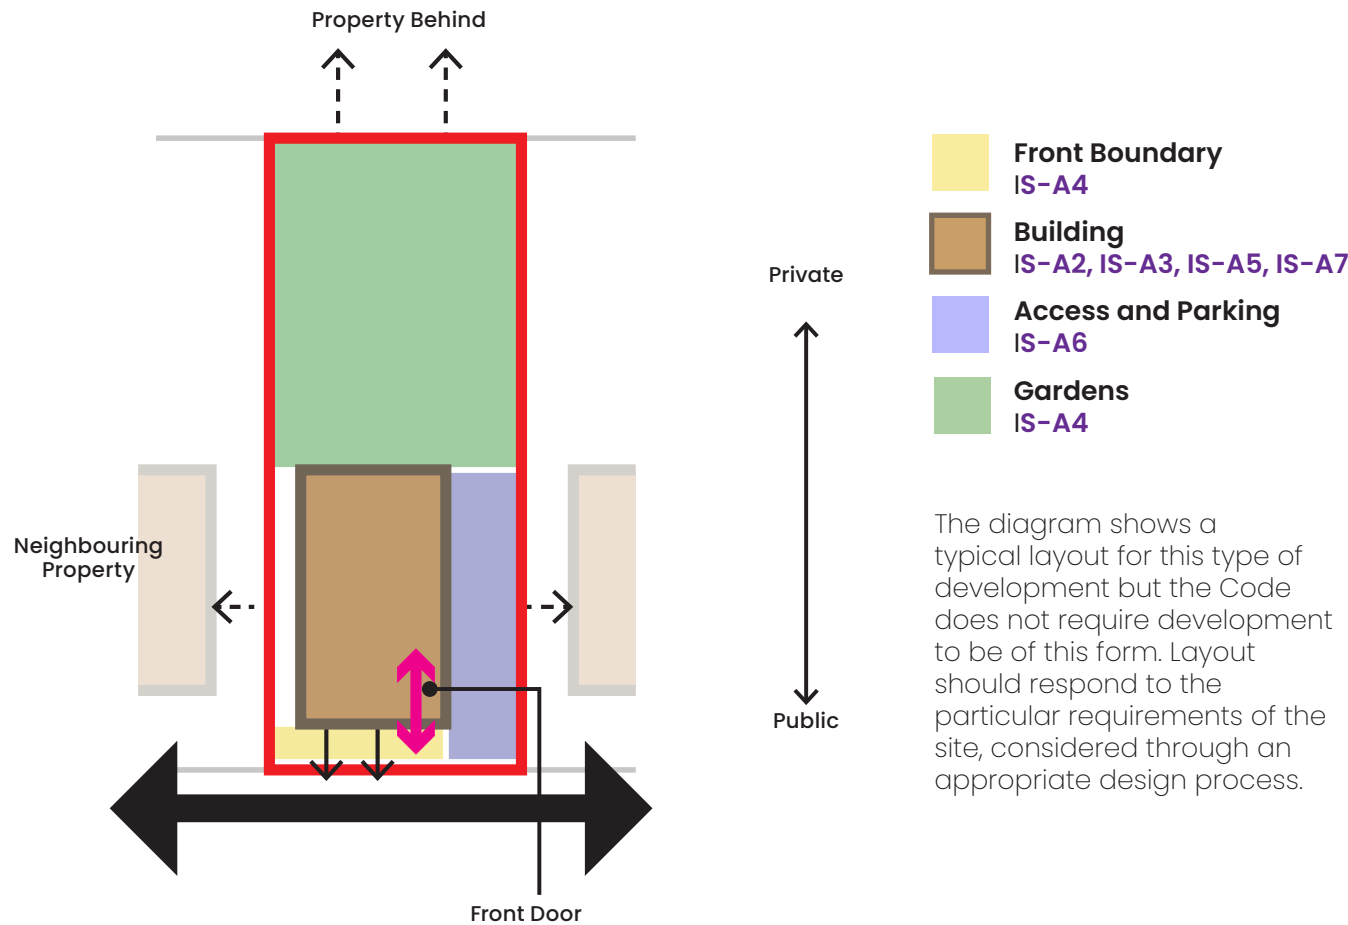 Property Behind
Neighbouring
Property
Front Door
Private
Public
Front Boundary
IS-A4
Building
IS-A2, IS-A3, IS-A5, IS-A7
Access and Parking
IS-A6
Gardens
IS-A4
The diagram shows a
typical layout for this type of
development but the Code
does not require development
to be of this form. Layout
should respond to the
particular requirements of the
site, considered through an
appropriate design process.